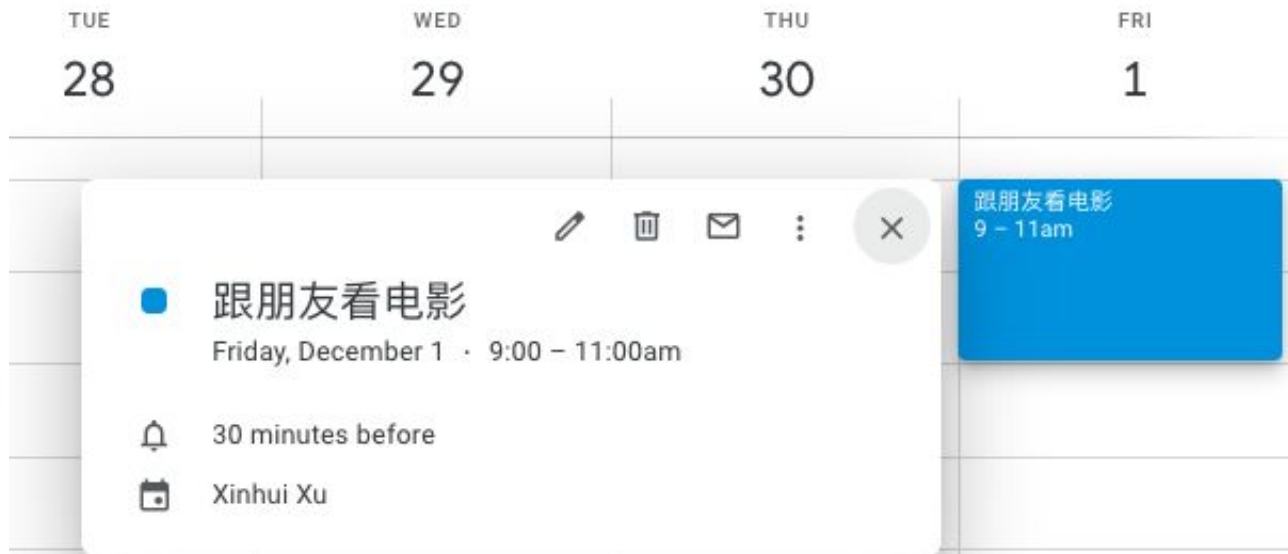 TUE WED THU FRI
28 29 30 1
跟朋友看电影
9 – 11am
跟朋友看电影
Friday, December 1 · 9:00 – 11:00am
30 minutes before
Xinhui Xu